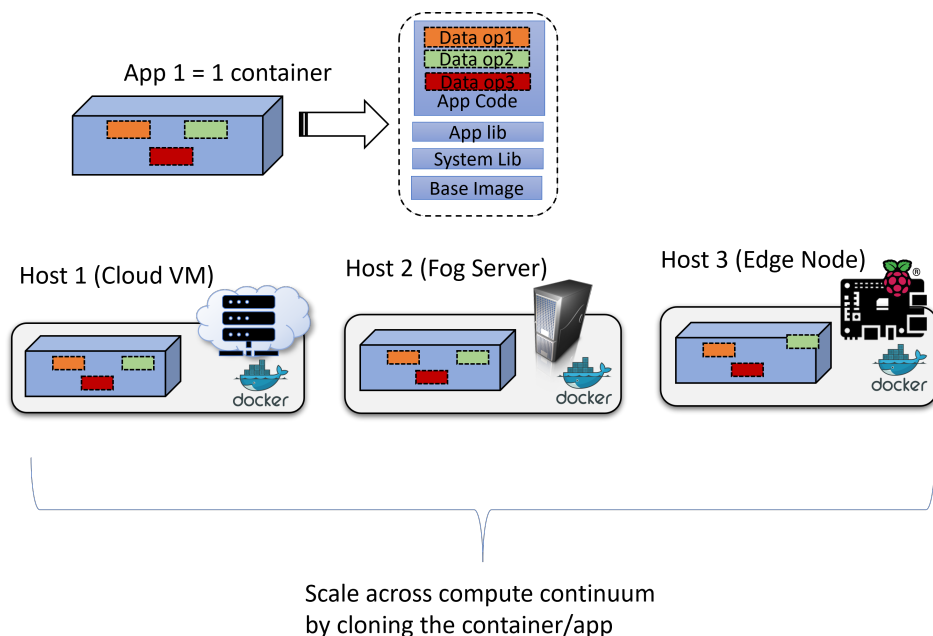 Data op1
Data op2
Data op3
App Code
App 1 = 1 container
App lib
System Lib
Base Image
Host 1 (Cloud VM)
Host 2 (Fog Server)
Host 3 (Edge Node)
®
docker
docker
docker
Scale across compute continuum
by cloning the container/app